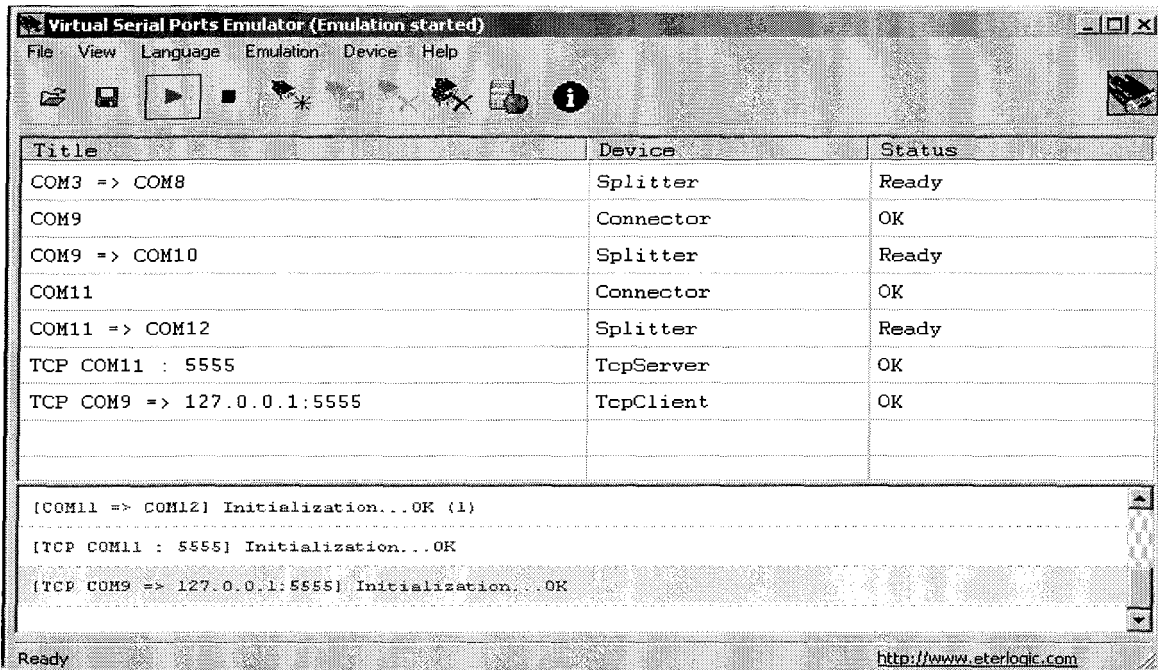 Virtual Serial Ports Emulator (Emulation started)
File View Language Emulation Device Help
Title Device Status
COM3 => COM8 Splitter Ready
COM9 Connector OK
COM9 => COM10 Splitter Ready
COM11 Connector OK
COM11 => COM12 Splitter Ready
TCP COM11 : 5555 TcpServer OK
TCP COM9 => 127.0.0.1:5555 TcpClient OK
[COM11 => COM12] Initialization...OK (1)
[TCP COM11 : 5555] Initialization...OK
[TCP COM9 => 127.0.0.1:5555] Initialization...OK
Ready http://www.eterlogic.com